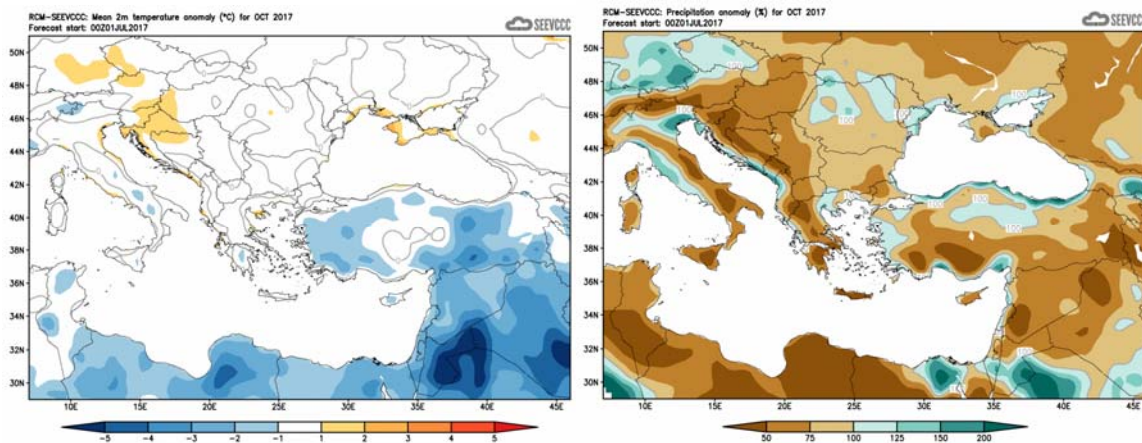 RCM-SEEVCCC: Mean 2m temperature anomaly (°C) for OCT 2017
Forecast start: 00Z01JUL2017
SEEVCCC
50N
48N
46N
44N
42N
40N
38N
36N
34N
32N
30N
10E 15E 20E 25E 30E 35E 40E 45E
-5 -4 -3 -2 -1 1 2 3 4 5
RCM-SEEVCCC: Precipitation anomaly (%) for OCT 2017
Forecast start: 00Z01JUL2017
SEEVCCC
50N
48N
46N
44N
42N
40N
38N
36N
34N
32N
30N
10E 15E 20E 25E 30E 35E 40E 45E
50 75 100 125 150 200